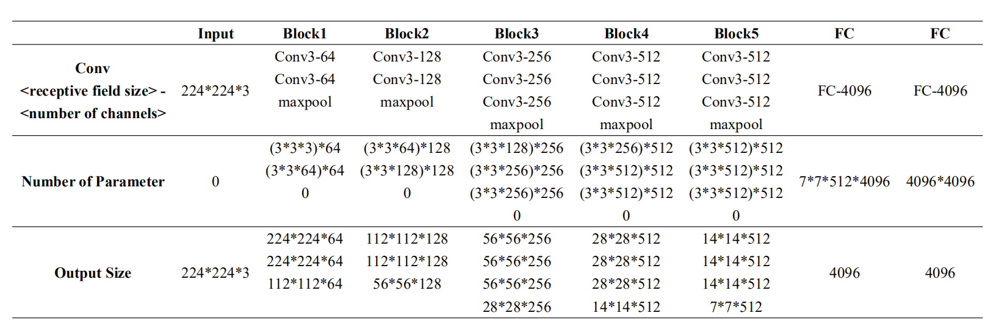 Input Block1 Block2 Block3 Block4 Block5 FC FC
Conv
<receptive field size> -
<number of channels>
224*224*3
Conv3-64
Conv3-64
maxpool
Conv3-128
Conv3-128
maxpool
Conv3-256
Conv3-256
Conv3-256
maxpool
Conv3-512
Conv3-512
Conv3-512
maxpool
Conv3-512
Conv3-512
Conv3-512
maxpool
FC-4096
FC-4096
Number of Parameter
0
(3*3*3)*64
(3*3*64)*64
0
(3*3*64)*128
(3*3*128)*128
0
(3*3*128)*256
(3*3*256)*256
(3*3*256)*256
0
(3*3*256)*512
(3*3*512)*512
(3*3*512)*512
0
(3*3*512)*512
(3*3*512)*512
(3*3*512)*512
0
7*7*512*4096
4096*4096
Output Size
224*224*3
224*224*64
224*224*64
112*112*64
112*112*128
112*112*128
56*56*128
56*56*256
56*56*256
56*56*256
28*28*256
28*28*512
28*28*512
28*28*512
14*14*512
14*14*512
14*14*512
14*14*512
7*7*512
4096
4096